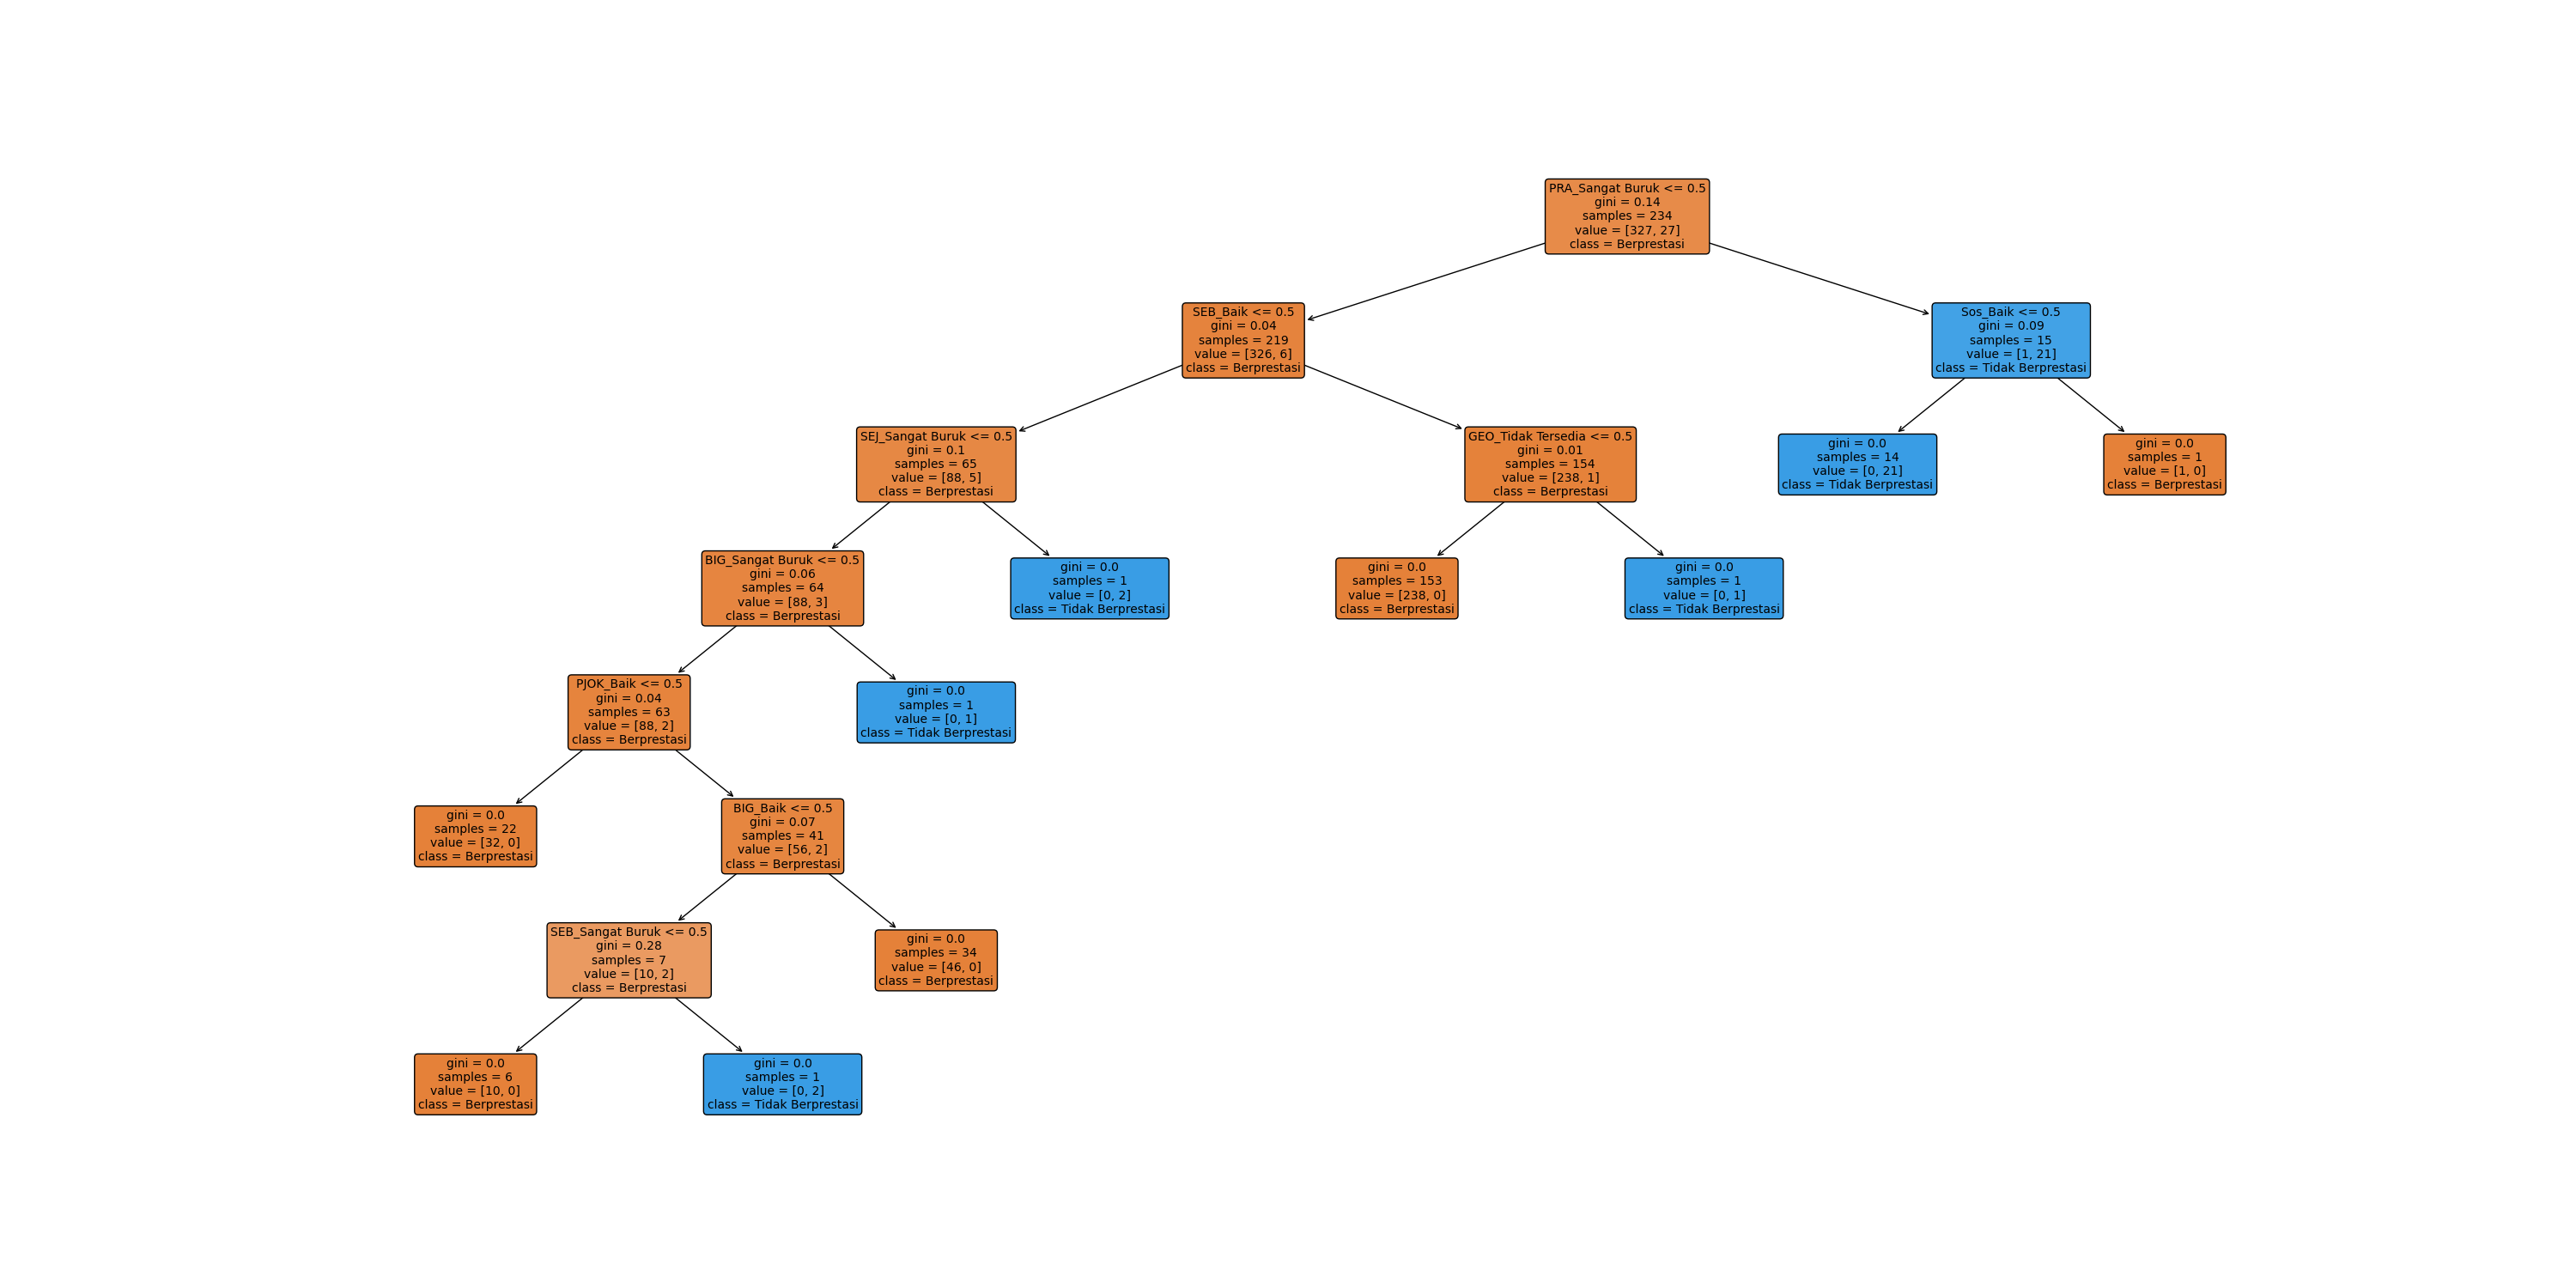 PRA_Sangat Buruk <= 0.5
gini = 0.14
samples = 234
value = [327, 27]
class = Berprestasi
SEB_Baik <= 0.5
gini = 0.04
samples = 219
value = [326, 6]
class = Berprestasi
Sos_Baik <= 0.5
gini = 0.09
samples = 15
value = [1, 21]
class = Tidak Berprestasi
SEJ_Sangat Buruk <= 0.5
gini = 0.1
samples = 65
value = [88, 5]
class = Berprestasi
GEO_Tidak Tersedia <= 0.5
gini = 0.01
samples = 154
value = [238, 1]
class = Berprestasi
gini = 0.0
samples = 14
value = [0, 21]
class = Tidak Berprestasi
gini = 0.0
samples = 1
value = [1, 0]
class = Berprestasi
BIG_Sangat Buruk <= 0.5
gini = 0.06
samples = 64
value = [88, 3]
class = Berprestasi
gini = 0.0
samples = 1
value = [0, 2]
class = Tidak Berprestasi
gini = 0.0
samples = 153
value = [238, 0]
class = Berprestasi
gini = 0.0
samples = 1
value = [0, 1]
class = Tidak Berprestasi
PJOK_Baik <= 0.5
gini = 0.04
samples = 63
value = [88, 2]
class = Berprestasi
gini = 0.0
samples = 1
value = [0, 1]
class = Tidak Berprestasi
gini = 0.0
samples = 22
value = [32, 0]
class = Berprestasi
BIG_Baik <= 0.5
gini = 0.07
samples = 41
value = [56, 2]
class = Berprestasi
SEB_Sangat Buruk <= 0.5
gini = 0.28
samples = 7
value = [10, 2]
class = Berprestasi
gini = 0.0
samples = 34
value = [46, 0]
class = Berprestasi
gini = 0.0
samples = 6
value = [10, 0]
class = Berprestasi
gini = 0.0
samples = 1
value = [0, 2]
class = Tidak Berprestasi